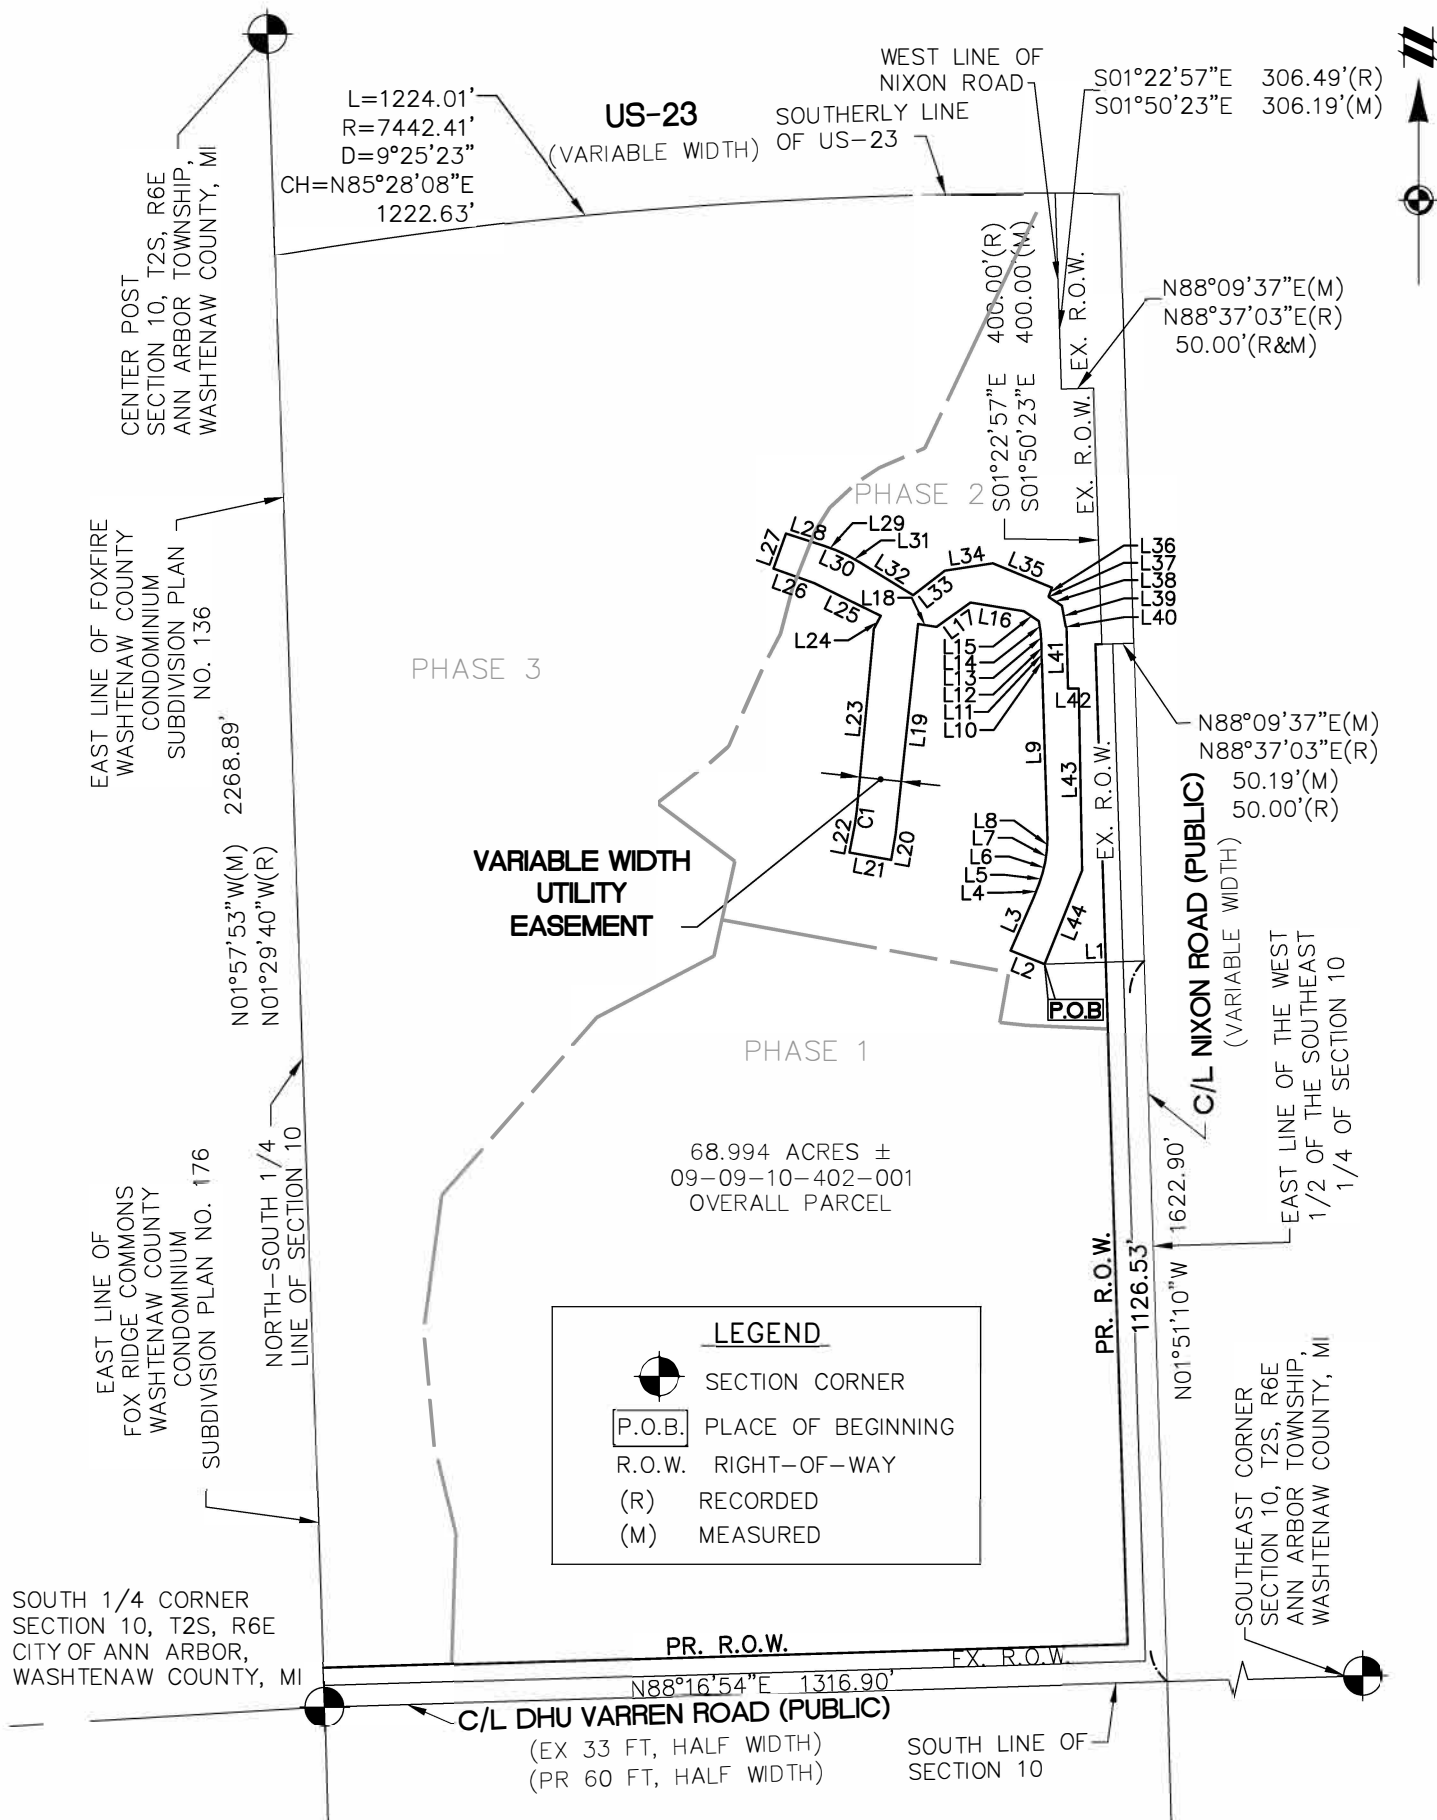 WEST LINE OF
NIXON ROAD
S01°22'57"E 306.49'(R)
S01°50'23"E 306.19'(M)
L=1224.01'
R=7442.41'
D=9°25'23"
CH=N85°28'08"E
1222.63'
US-23
(VARIABLE WIDTH)
SOUTHERLY LINE
OF US-23
CENTER POST
SECTION 10, T2S, R6E
ANN ARBOR TOWNSHIP,
WASHTENAW COUNTY, MI
S01°22'57"E 400.00'(R)
S01°50'23"E 400.00'(M)
EX. R.O.W.
EX. R.O.W.
N88°09'37"E(M)
N88°37'03"E(R)
50.00'(R&M)
EAST LINE OF FOXFIRE
WASHTENAW COUNTY
CONDOMINIUM
SUBDIVISION PLAN
NO. 136
PHASE 2
PHASE 3
L27
L28
L29
L30
L31
L32
L26
L25
L18
L33
L34
L35
L36
L37
L38
L39
L40
L24
L17
L16
L15
L14
L13
L12
L11
L10
L41
L42
L23
L19
L9
L43
L22
C1
L20
L21
L8
L7
L6
L5
L4
L3
L44
L2
L1
P.O.B
EX. R.O.W.
N88°09'37"E(M)
N88°37'03"E(R)
50.19'(M)
50.00'(R)
C/L NIXON ROAD (PUBLIC)
(VARIABLE WIDTH)
VARIABLE WIDTH
UTILITY
EASEMENT
N01°57'53"W(M) 2268.89'
N01°29'40"W(R)
PHASE 1
EAST LINE OF THE WEST
1/2 OF THE SOUTHEAST
1/4 OF SECTION 10
68.994 ACRES ±
09-09-10-402-001
OVERALL PARCEL
NORTH-SOUTH 1/4
LINE OF SECTION 10
EAST LINE OF
FOX RIDGE COMMONS
WASHTENAW COUNTY
CONDOMINIUM
SUBDIVISION PLAN NO. 176
PR. R.O.W.
1126.53'
N01°51'10"W 1622.90'
LEGEND
SECTION CORNER
P.O.B. PLACE OF BEGINNING
R.O.W. RIGHT-OF-WAY
(R) RECORDED
(M) MEASURED
SOUTHEAST CORNER
SECTION 10, T2S, R6E
ANN ARBOR TOWNSHIP,
WASHTENAW COUNTY, MI
SOUTH 1/4 CORNER
SECTION 10, T2S, R6E
CITY OF ANN ARBOR,
WASHTENAW COUNTY, MI
PR. R.O.W.
EX. R.O.W.
N88°16'54"E 1316.90'
C/L DHU VARREN ROAD (PUBLIC)
(EX 33 FT, HALF WIDTH)
(PR 60 FT, HALF WIDTH)
SOUTH LINE OF
SECTION 10